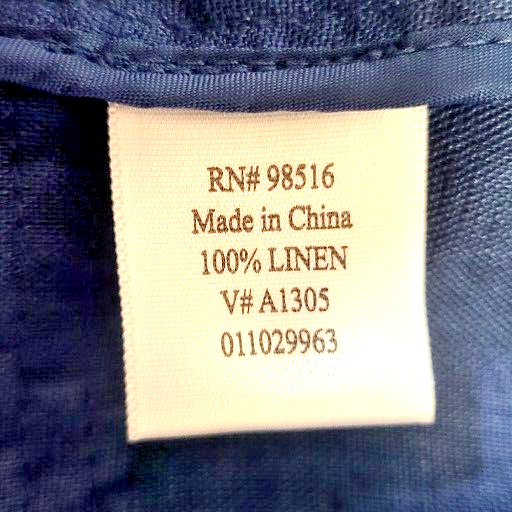 RN# 98516
Made in China
100% LINEN
V# A1305
011029963